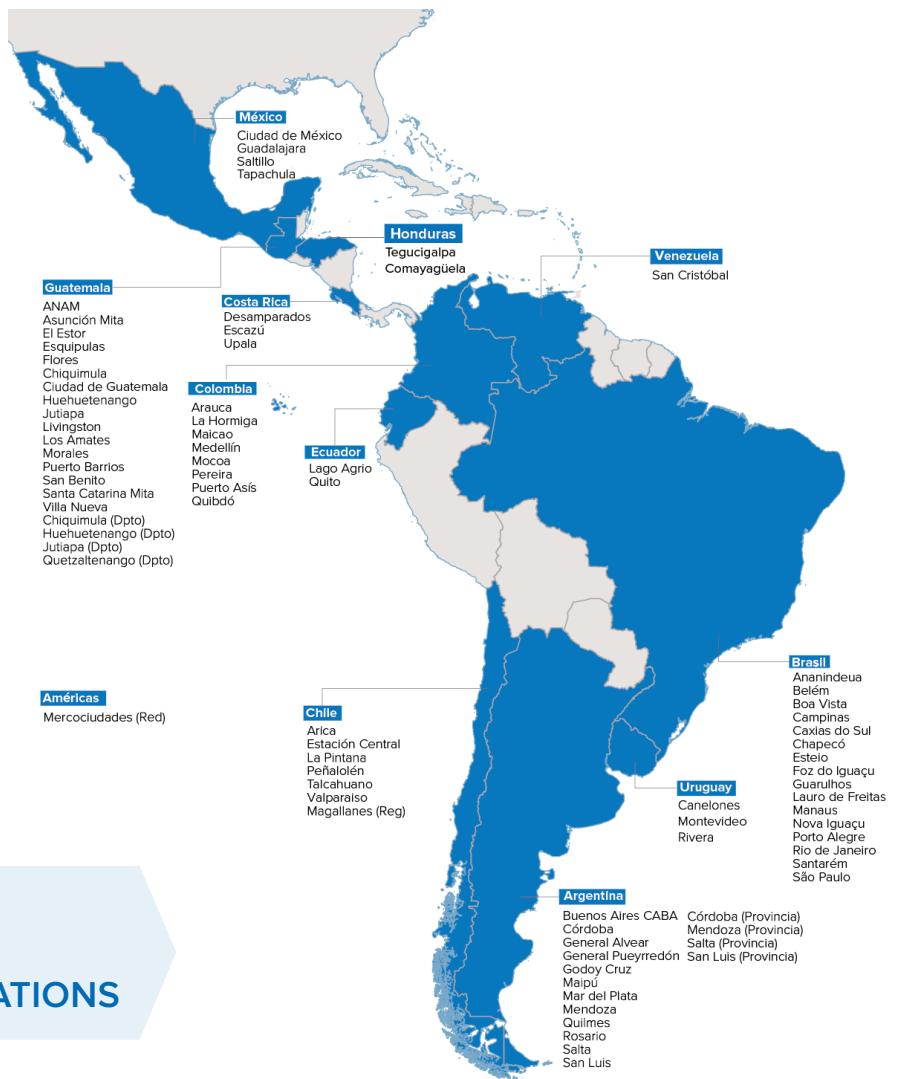 México
Ciudad de México
Guadalajara
Saltillo
Tapachula
Honduras
Tegucigalpa
Comayagüela
Venezuela
San Cristóbal
Guatemala
ANAM
Asunción Mita
El Estor
Esquipulas
Flores
Chiquimula
Ciudad de Guatemala
Huehuetenango
Jutiapa
Livingston
Los Amates
Morales
Puerto Barrios
San Benito
Santa Catarina Mita
Villa Nueva
Chiquimula (Dpto)
Huehuetenango (Dpto)
Jutiapa (Dpto)
Quetzaltenango (Dpto)
Costa Rica
Desamparados
Escazú
Upala
Colombia
Arauca
La Hormiga
Maicao
Medellín
Mocoa
Pereira
Puerto Asís
Quibdó
Ecuador
Lago Agrio
Quito
Américas
Mercociudades (Red)
Chile
Arica
Estación Central
La Pintana
Peñalolén
Talcahuano
Valparaiso
Magallanes (Reg)
Brasil
Ananindeua
Belém
Boa Vista
Campinas
Caxias do Sul
Chapecó
Esteio
Foz do Iguaçu
Guarulhos
Lauro de Freitas
Manaus
Nova Iguaçu
Porto Alegre
Rio de Janeiro
Santarém
São Paulo
Uruguay
Canelones
Montevideo
Rivera
Argentina
Buenos Aires CABA
Córdoba
General Alvear
General Pueyrredón
Godoy Cruz
Maipú
Mar del Plata
Mendoza
Quilmes
Rosario
Salta
San Luis
Córdoba (Provincia)
Mendoza (Provincia)
Salta (Provincia)
San Luis (Provincia)
ATIONS